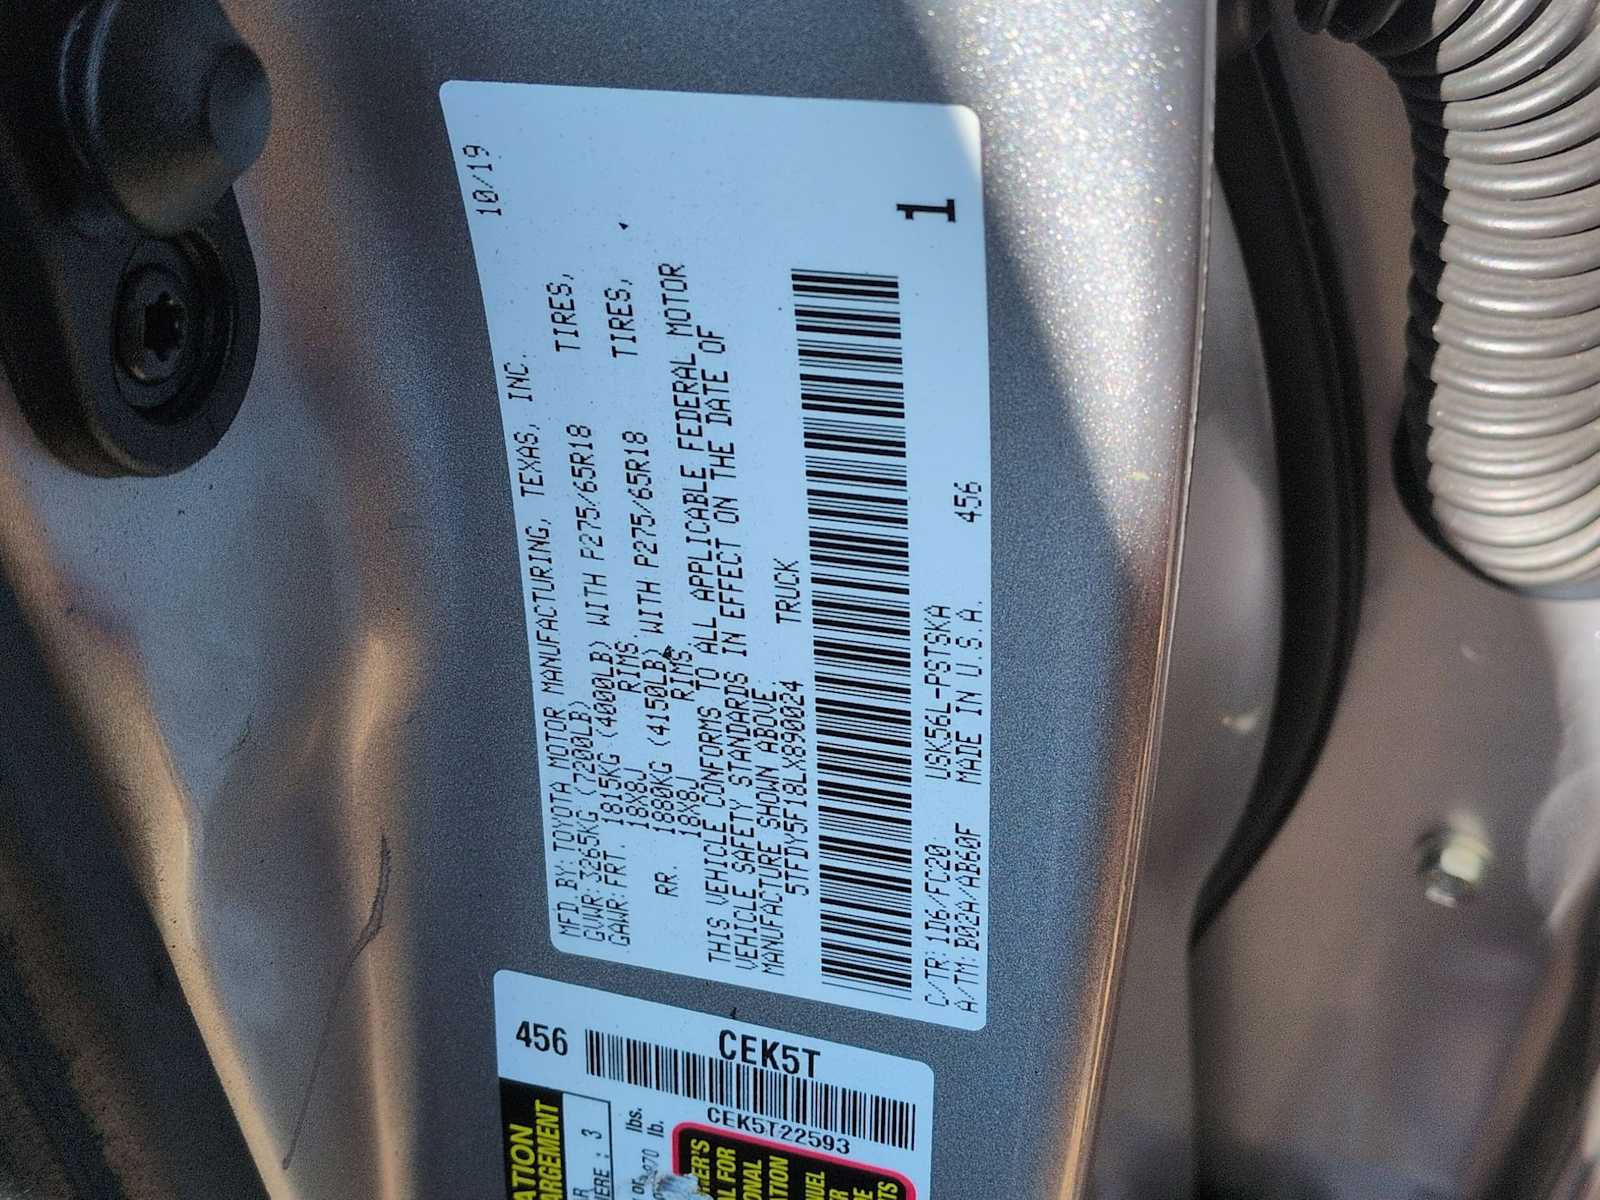 10/19
MFD BY: TOYOTA MOTOR MANUFACTURING, TEXAS, INC.
GVWR: 3265KG (7200LB)
GAWR: FRT. 1815KG (4000LB) WITH P275/65R18 TIRES,
18X8J RIMS
RR. 1880KG (4150LB) WITH P275/65R18 TIRES,
18X8J RIMS
THIS VEHICLE CONFORMS TO ALL APPLICABLE FEDERAL MOTOR
VEHICLE SAFETY STANDARDS IN EFFECT ON THE DATE OF
MANUFACTURE SHOWN ABOVE.
5TFDY5F18LX890024 TRUCK
1
C/TR: 1D6/FC20 USK56L-PSTSKA 456
A/TM: B02A/AB60F MADE IN U.S.A.
456
CEK5T
CEK5T22593
lbs.
lb.